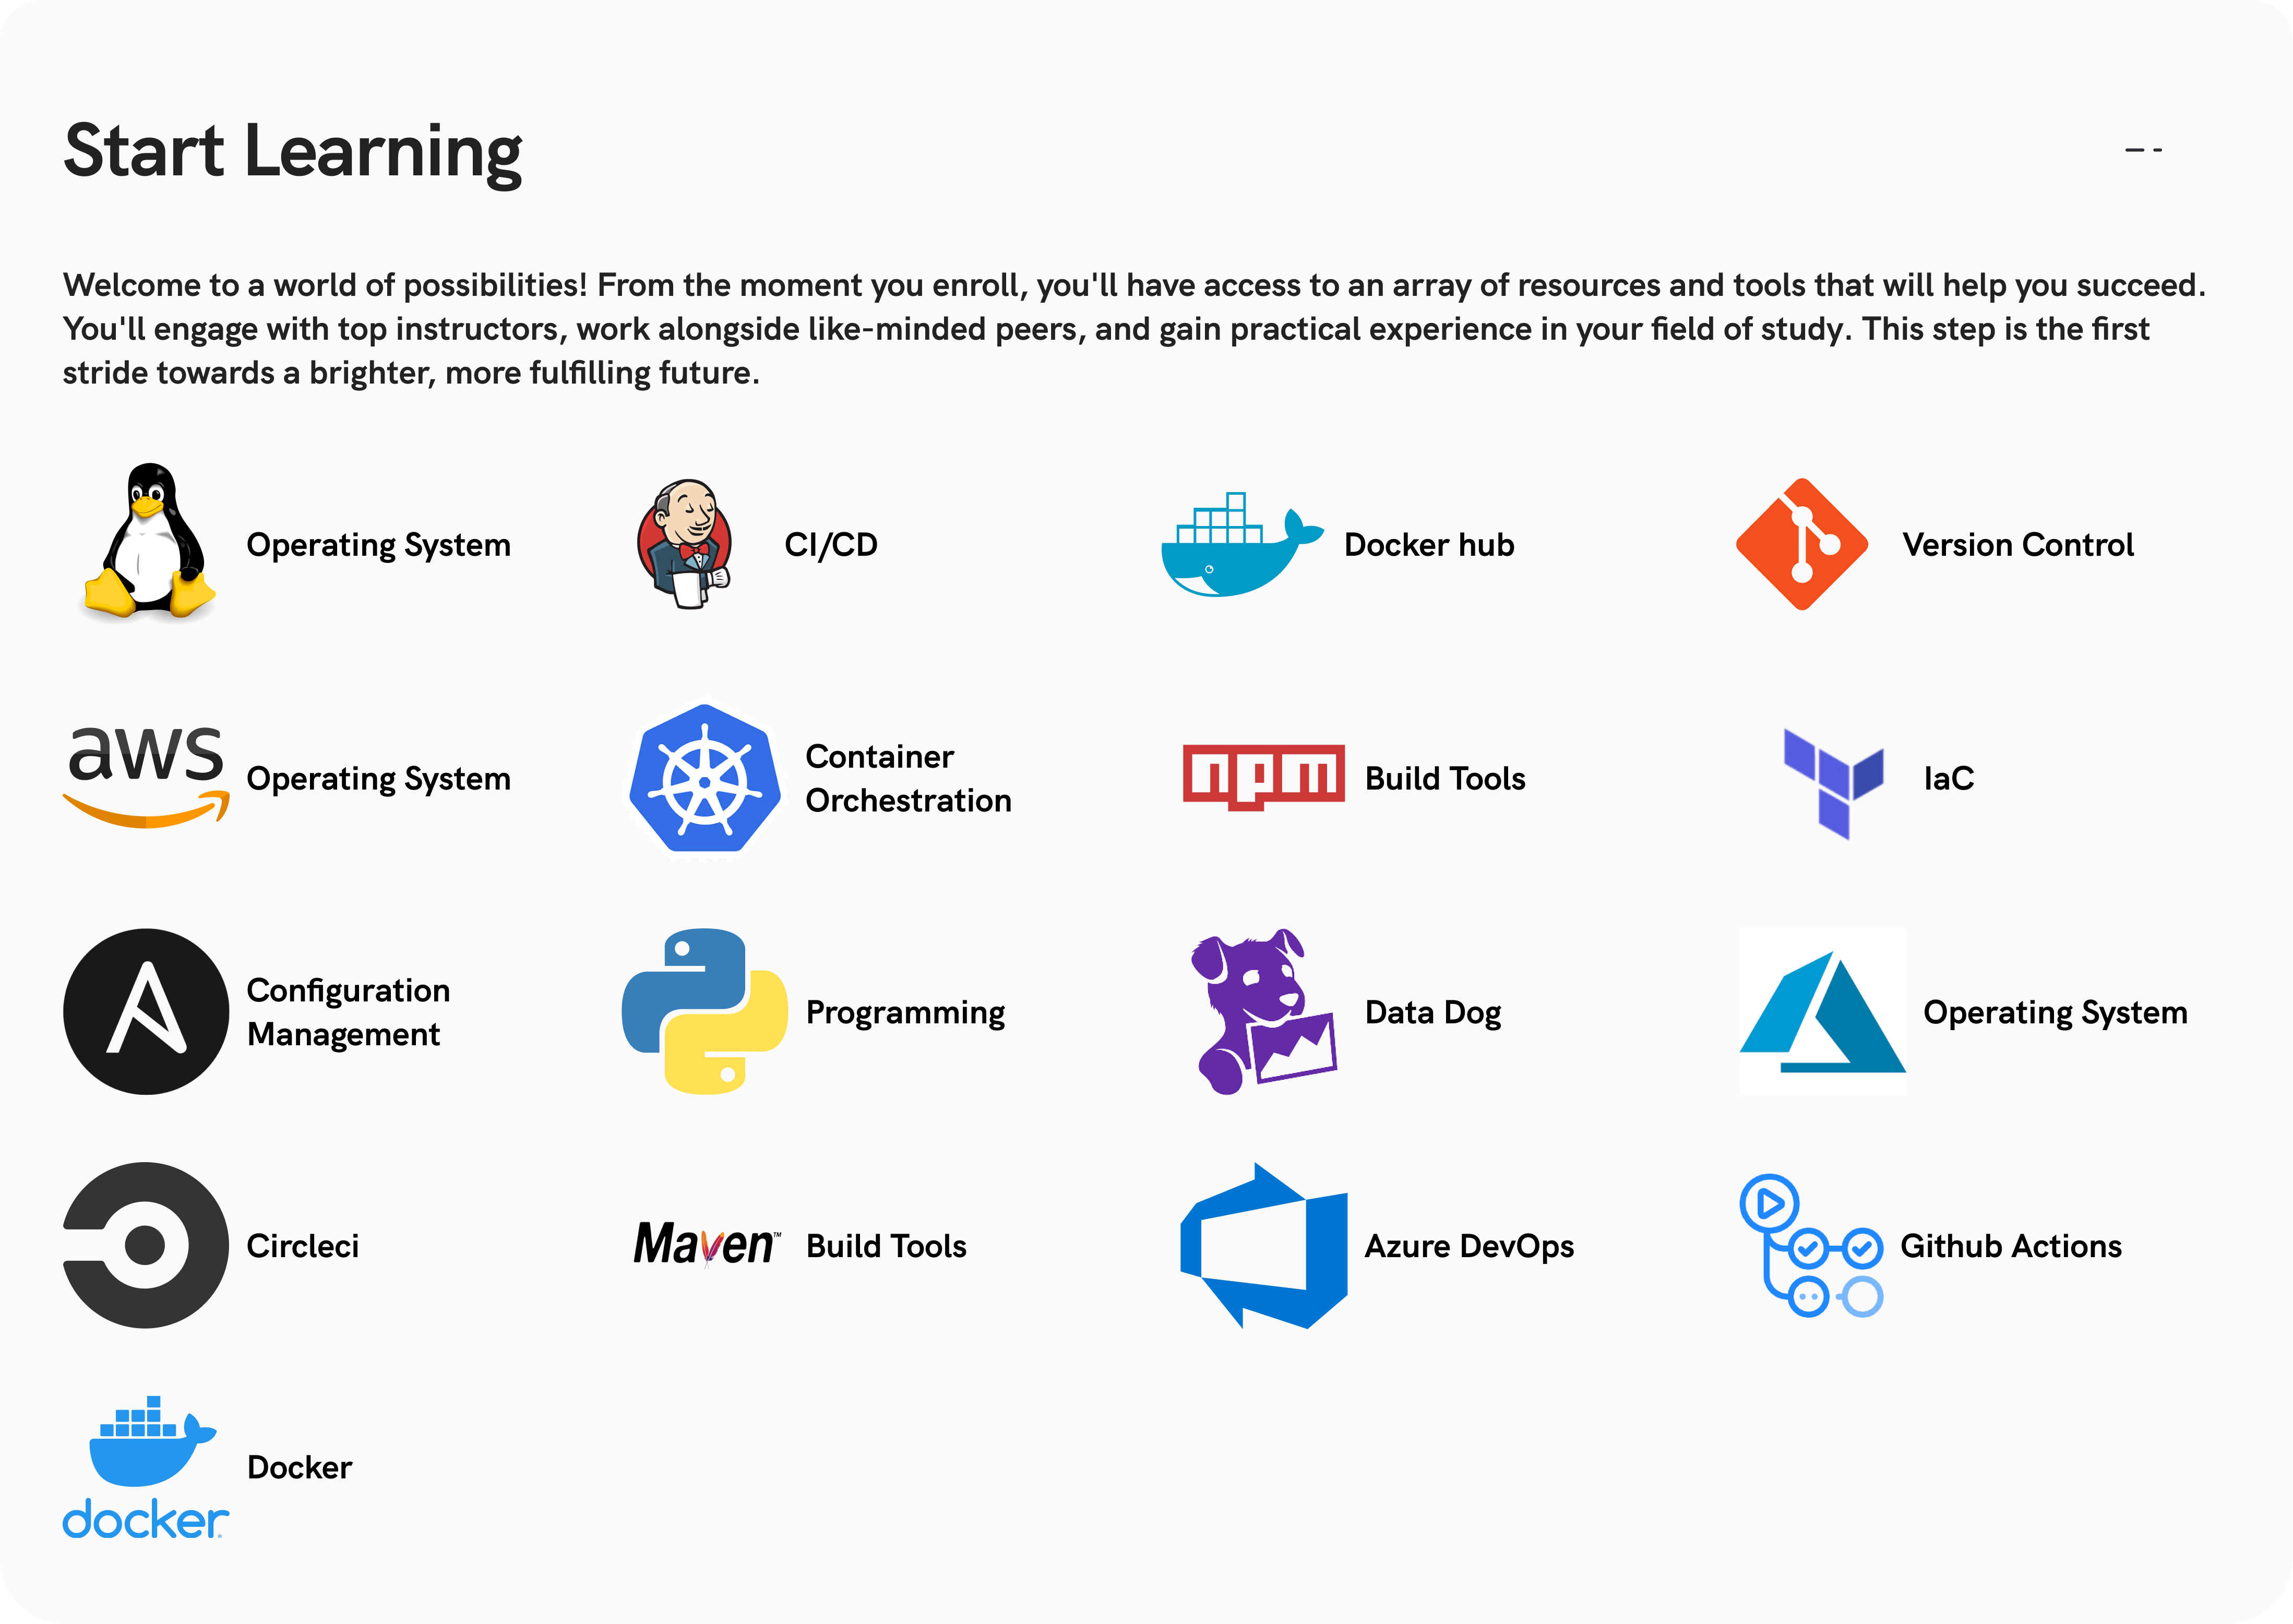 Start Learning
Welcome to a world of possibilities! From the moment you enroll, you'll have access to an array of resources and tools that will help you succeed.
You'll engage with top instructors, work alongside like-minded peers, and gain practical experience in your field of study. This step is the first
stride towards a brighter, more fulfilling future.
Operating System
CI/CD
Docker hub
Version Control
aws
Operating System
Container
Orchestration
npm
Build Tools
IaC
Configuration
Management
Programming
Data Dog
Operating System
Circleci
Maven™
Build Tools
Azure DevOps
Github Actions
docker
Docker